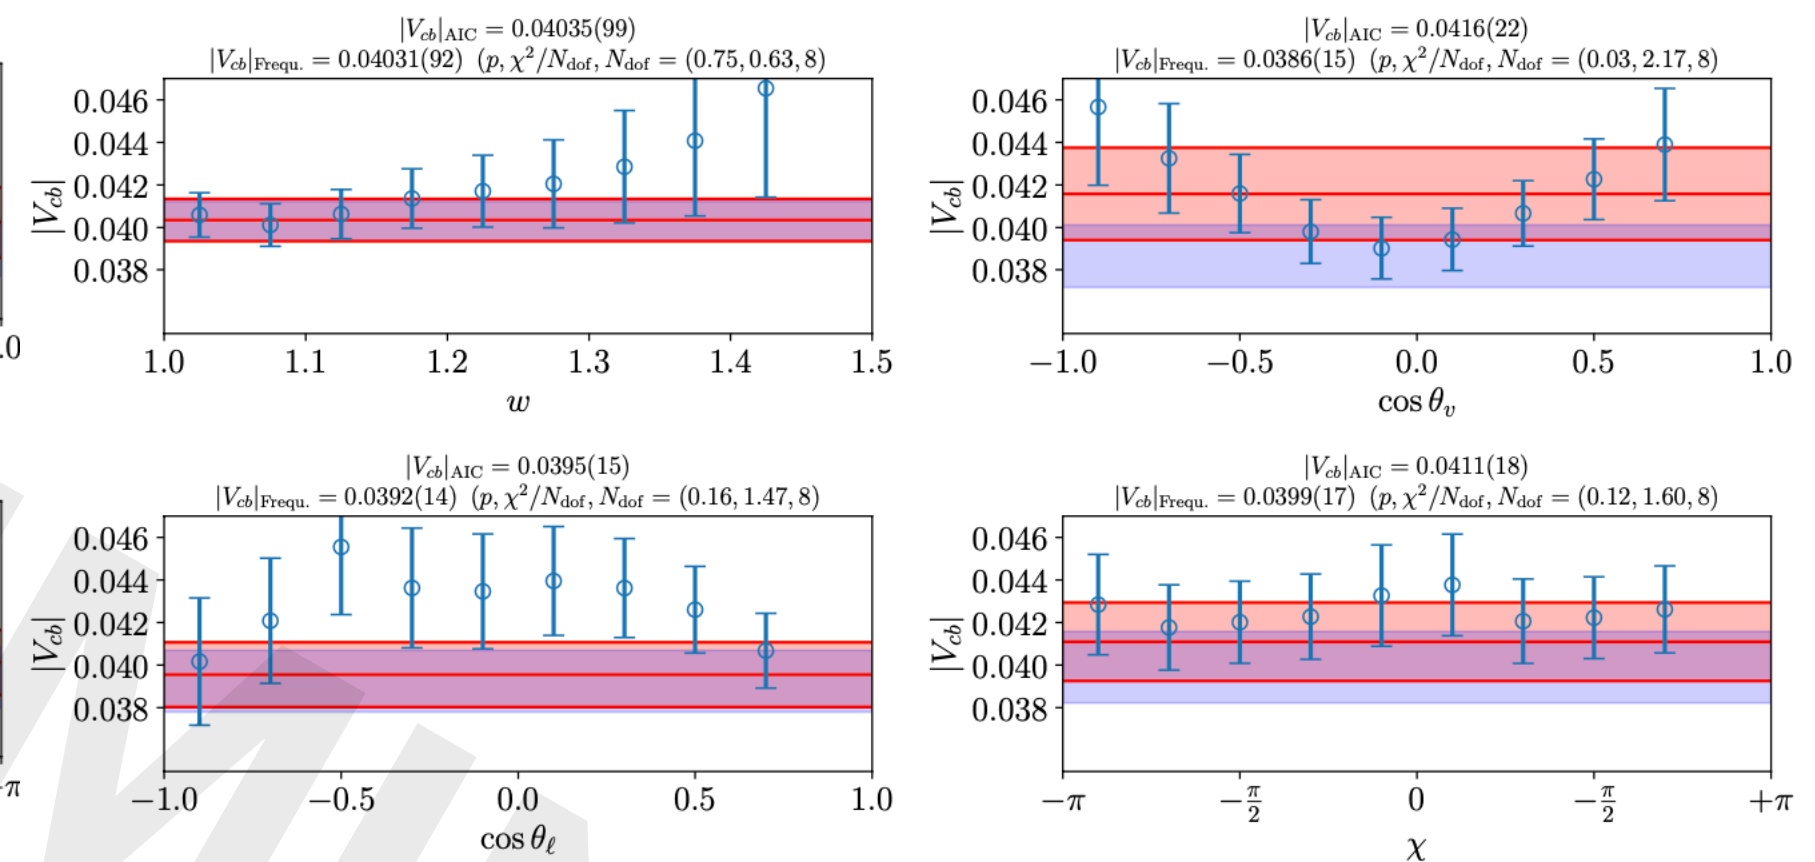 |V_cb|_AIC = 0.04035(99)
|V_cb|_Frequ. = 0.04031(92) (p, χ²/N_dof, N_dof = (0.75, 0.63, 8)
0.046
0.044
0.042
0.040
0.038
|V_cb|
1.0 1.1 1.2 1.3 1.4 1.5
w
|V_cb|_AIC = 0.0416(22)
|V_cb|_Frequ. = 0.0386(15) (p, χ²/N_dof, N_dof = (0.03, 2.17, 8)
0.046
0.044
0.042
0.040
0.038
|V_cb|
−1.0 −0.5 0.0 0.5 1.0
cos θ_v
.0
|V_cb|_AIC = 0.0395(15)
|V_cb|_Frequ. = 0.0392(14) (p, χ²/N_dof, N_dof = (0.16, 1.47, 8)
0.046
0.044
0.042
0.040
0.038
|V_cb|
−1.0 −0.5 0.0 0.5 1.0
cos θ_ℓ
|V_cb|_AIC = 0.0411(18)
|V_cb|_Frequ. = 0.0399(17) (p, χ²/N_dof, N_dof = (0.12, 1.60, 8)
0.046
0.044
0.042
0.040
0.038
|V_cb|
−π −π/2 0 −π/2 +π
χ
π